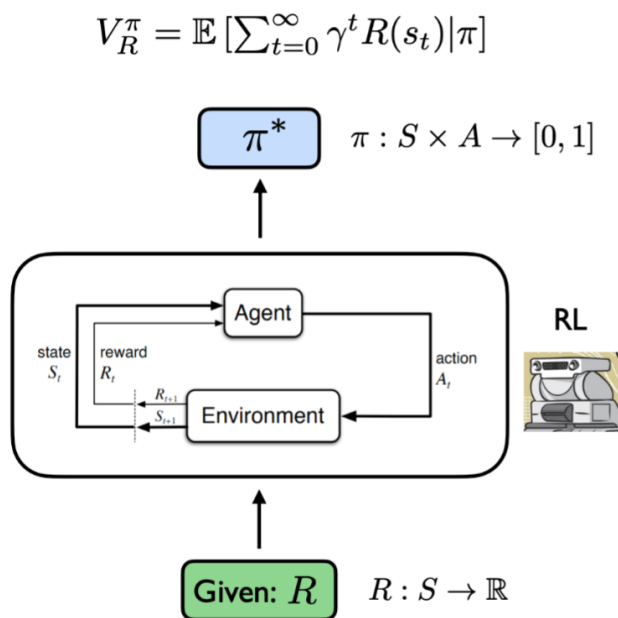 V_R^π = 𝔼 [∑_{t=0}^∞ γ^t R(s_t)|π]
π* π : S × A → [0, 1]
Agent
RL
state
S_t
reward
R_t
action
A_t
R_{t+1}
S_{t+1}
Environment
Given: R R : S → ℝ